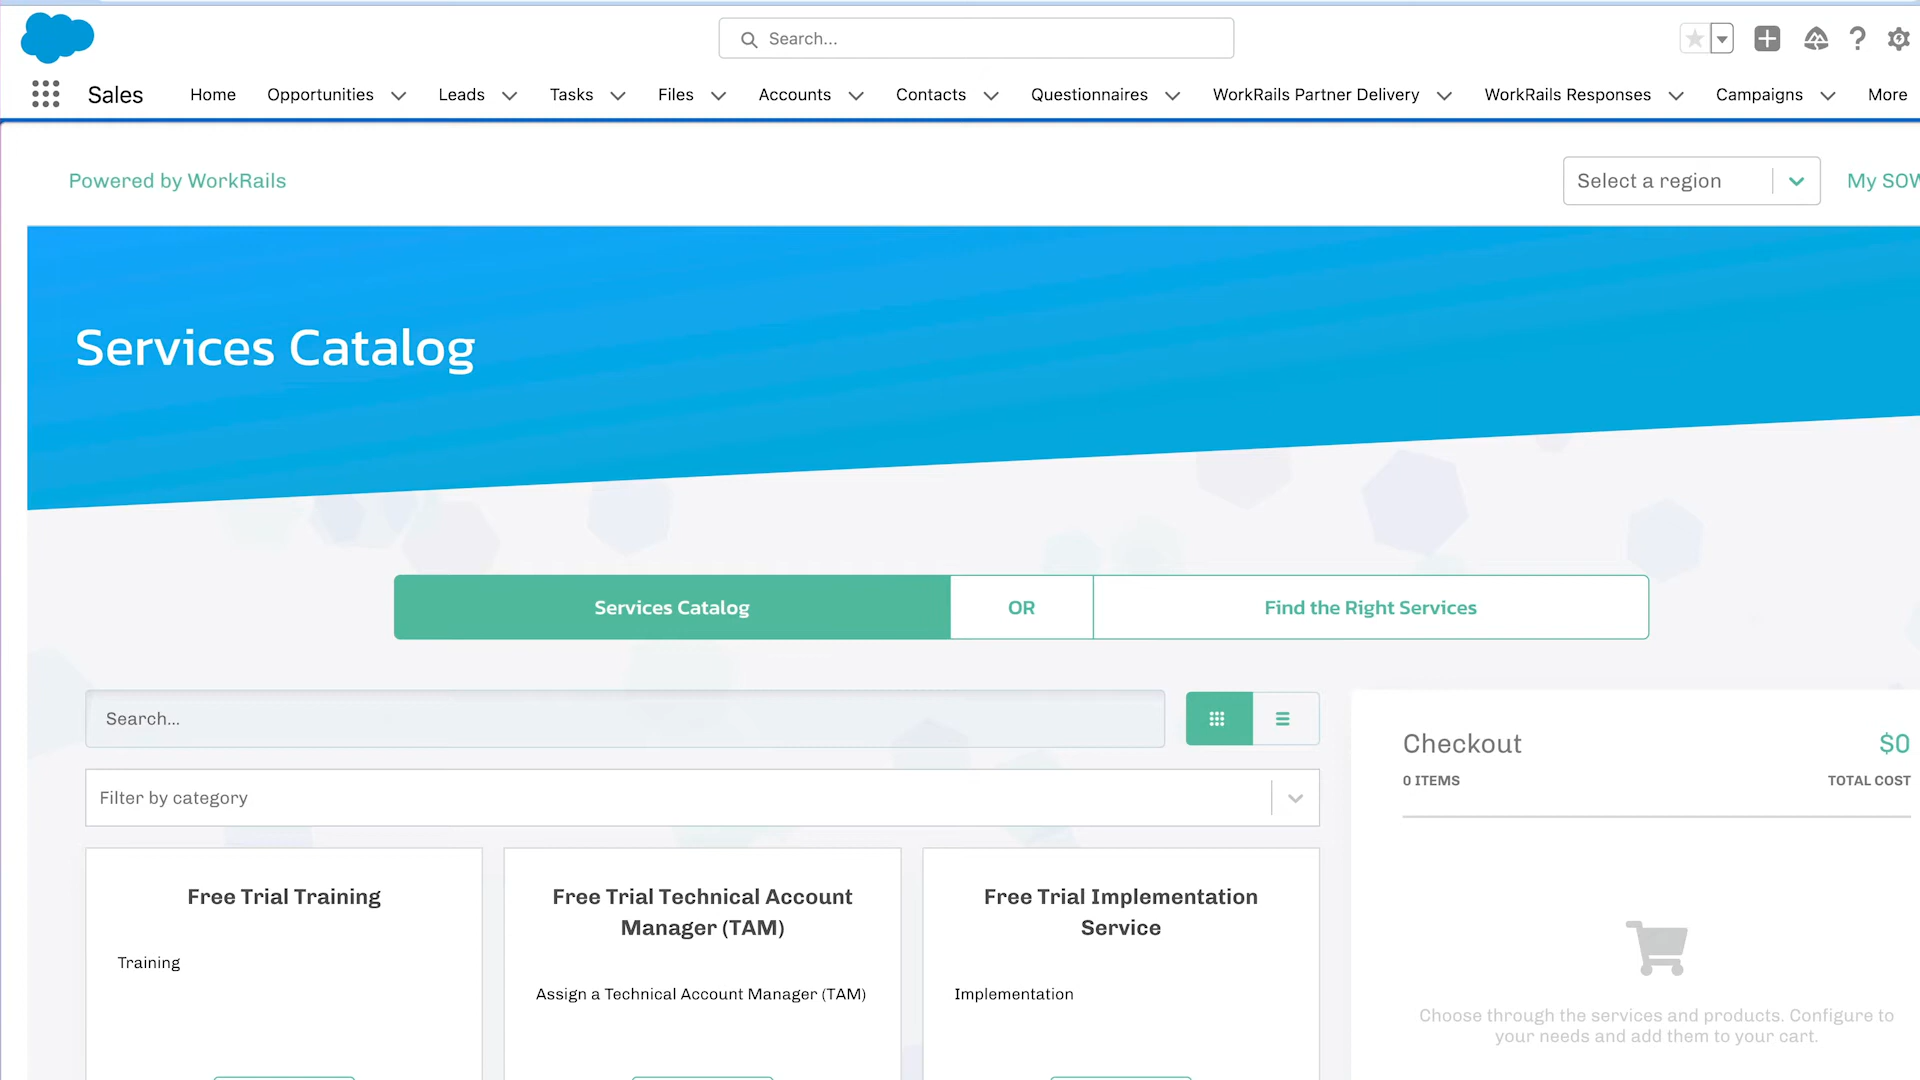 Search...
Sales
Home
Opportunities
Leads
Tasks
Files
Accounts
Contacts
Questionnaires
WorkRails Partner Delivery
WorkRails Responses
Campaigns
More
Powered by WorkRails
Select a region
My SOW
Services Catalog
Services Catalog
OR
Find the Right Services
Search...
Filter by category
Checkout
$0
0 ITEMS
TOTAL COST
Free Trial Training
Training
Free Trial Technical Account
Manager (TAM)
Assign a Technical Account Manager (TAM)
Free Trial Implementation
Service
Implementation
Choose through the services and products. Configure to
your needs and add them to your cart.